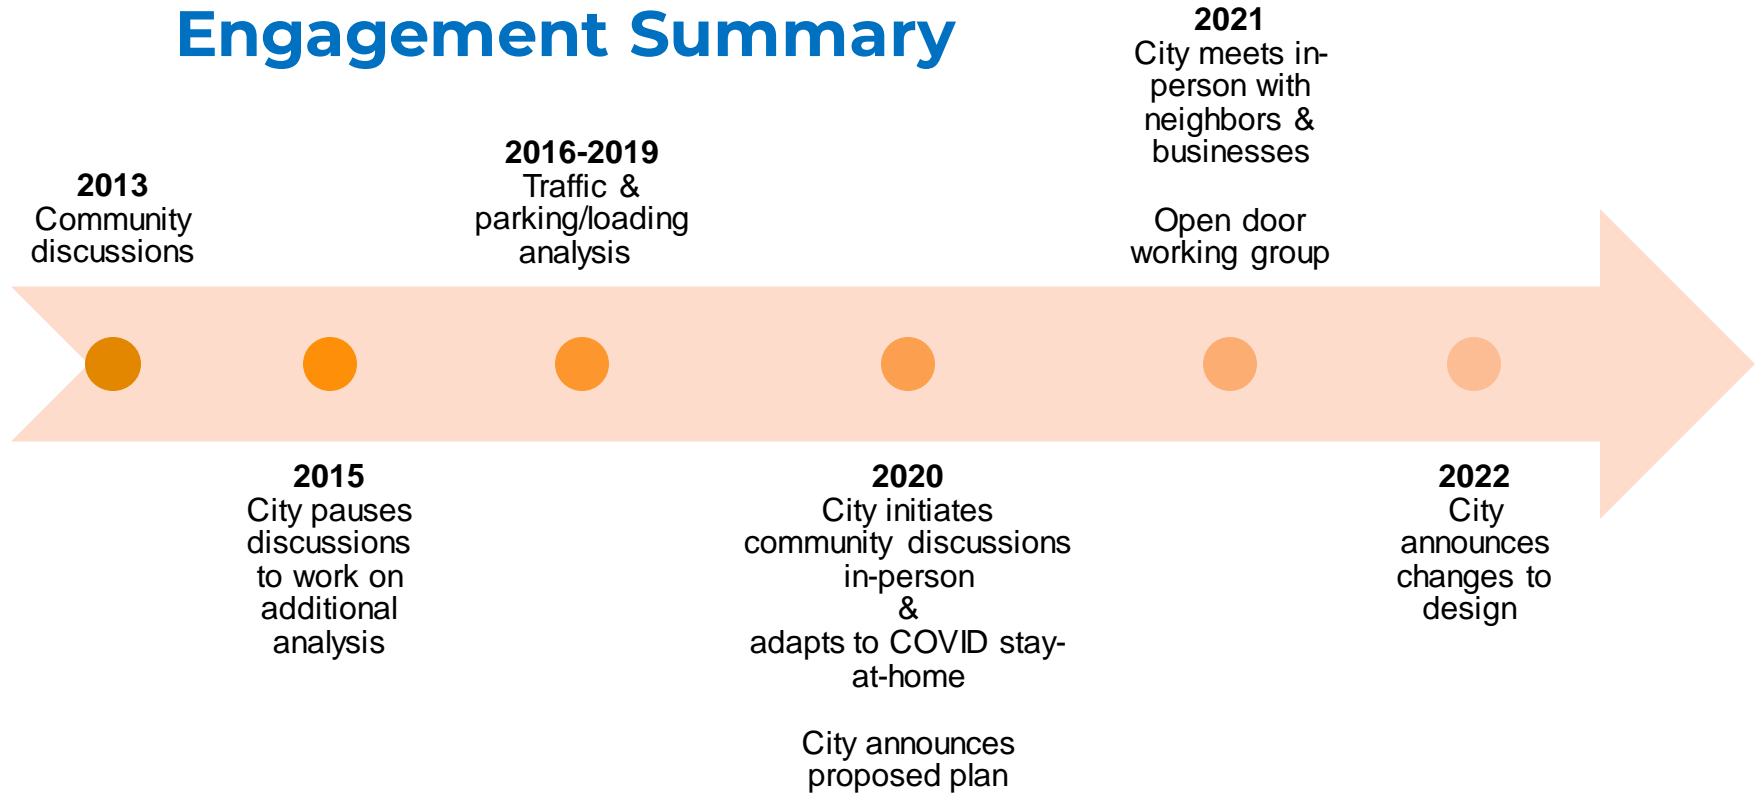 Engagement Summary
2013
Community
discussions
2015
City pauses
discussions
to work on
additional
analysis
2016-2019
Traffic &
parking/loading
analysis
2020
City initiates
community discussions
in-person
&
adapts to COVID stay-
at-home
City announces
proposed plan
2021
City meets in-
person with
neighbors &
businesses
Open door
working group
2022
City
announces
changes to
design